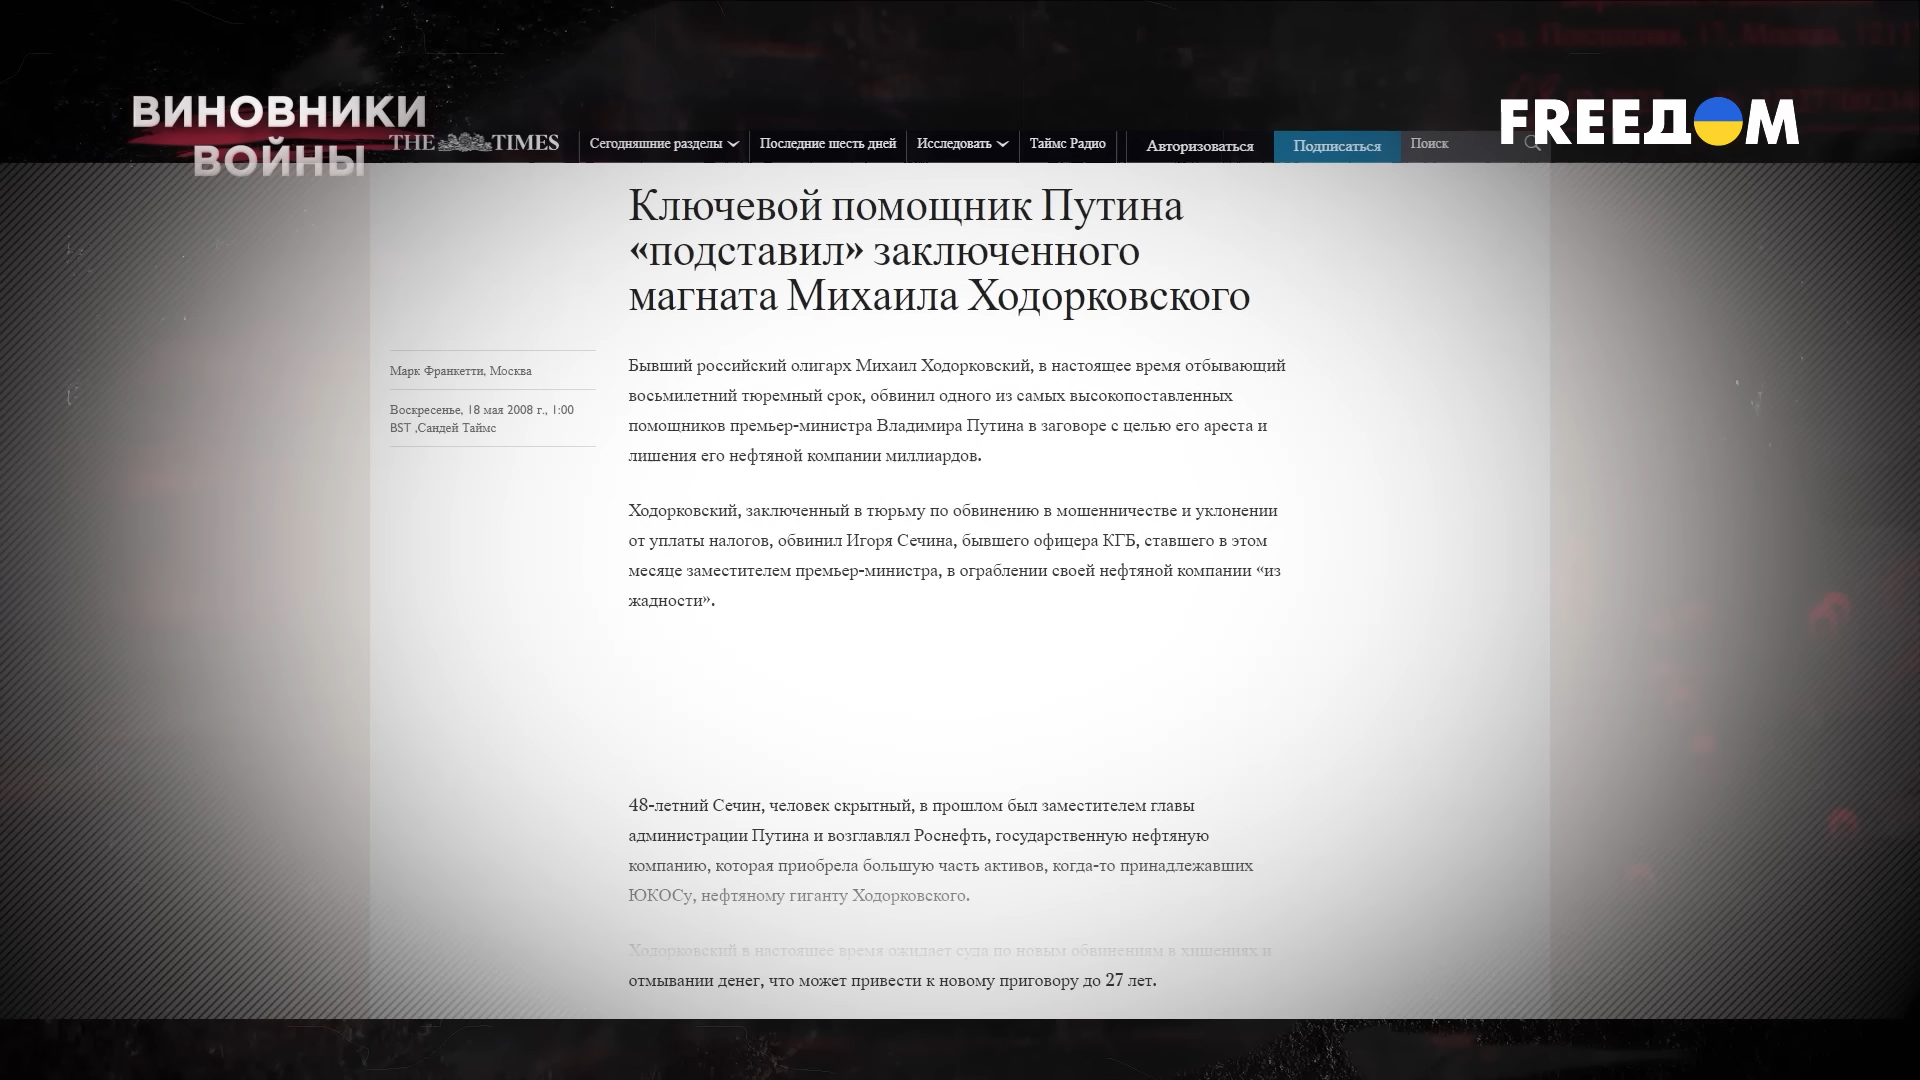 ул. Плющиха, 17, Москва,
ВИНОВНИКИ
ВОЙНЫ
FREEДОМ
THE TIMES
Сегодняшние разделы
Последние шесть дней
Исследовать
Таймс Радио
Авторизоваться
Подписаться
Поиск
Ключевой помощник Путина
«подставил» заключенного
магната Михаила Ходорковского
Марк Франкетти, Москва
Воскресенье, 18 мая 2008 г., 1:00
BST ,Сандей Таймс
Бывший российский олигарх Михаил Ходорковский, в настоящее время отбывающий
восьмилетний тюремный срок, обвинил одного из самых высокопоставленных
помощников премьер-министра Владимира Путина в заговоре с целью его ареста и
лишения его нефтяной компании миллиардов.
Ходорковский, заключенный в тюрьму по обвинению в мошенничестве и уклонении
от уплаты налогов, обвинил Игоря Сечина, бывшего офицера КГБ, ставшего в этом
месяце заместителем премьер-министра, в ограблении своей нефтяной компании «из
жадности».
48-летний Сечин, человек скрытный, в прошлом был заместителем главы
администрации Путина и возглавлял Роснефть, государственную нефтяную
компанию, которая приобрела большую часть активов, когда-то принадлежавших
ЮКОСу, нефтяному гиганту Ходорковского.
Ходорковский в настоящее время ожидает суда по новым обвинениям в хищениях и
отмывании денег, что может привести к новому приговору до 27 лет.